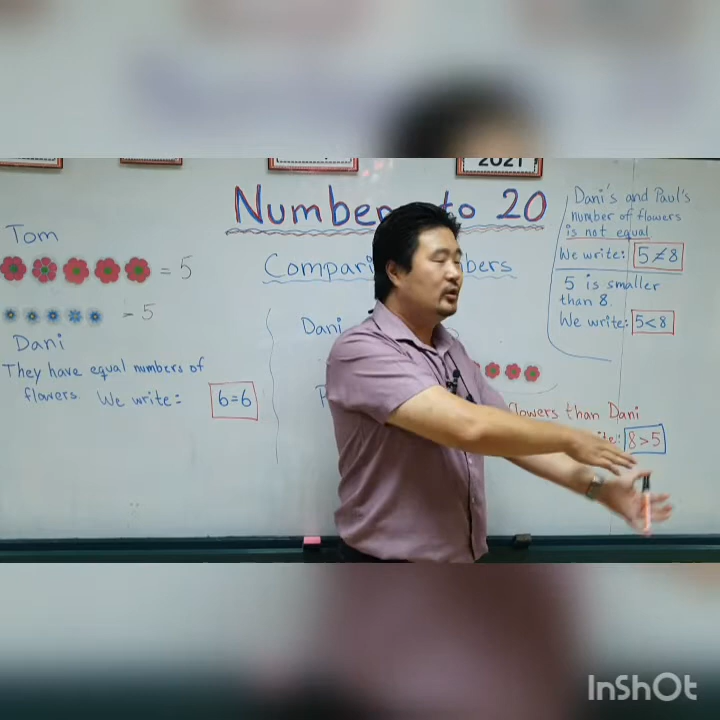 2021
Numbe to 20
Compari bers
Tom
= 5
= 5
Dani
They have equal numbers of
flowers. We write: 6=6
Dani
flowers than Dani
te: 8>5
Dani's and Paul's
number of flowers
is not equal
We write: 5≠8
5 is smaller
than 8.
We write: 5<8
InShOt